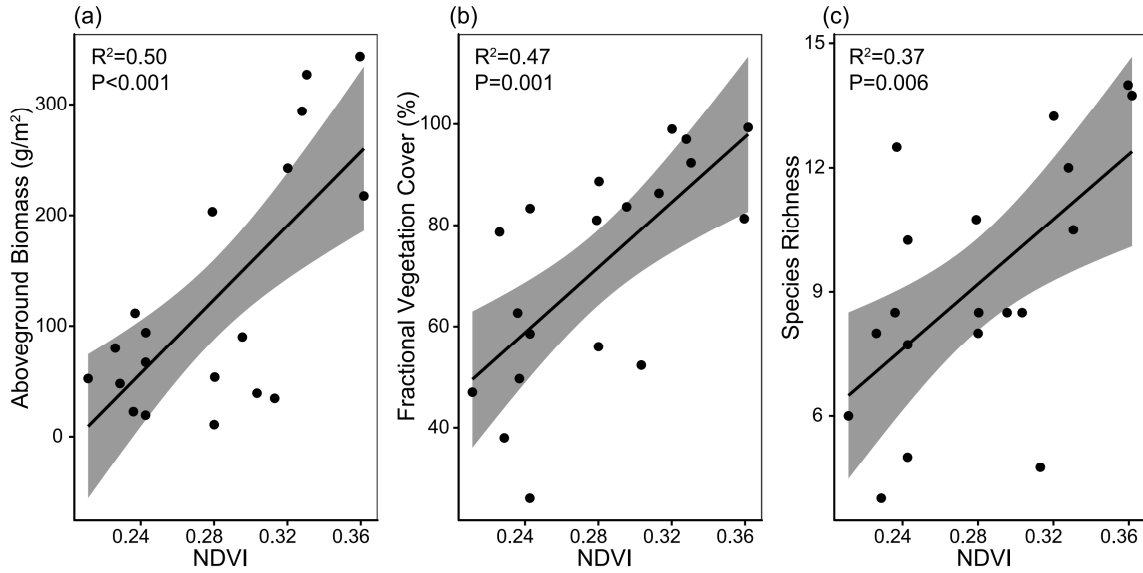 (a)
R²=0.50
P<0.001
Aboveground Biomass (g/m²)
300
200
100
0
0.24 0.28 0.32 0.36
NDVI
(b)
R²=0.47
P=0.001
Fractional Vegetation Cover (%)
100
80
60
40
0.24 0.28 0.32 0.36
NDVI
(c)
R²=0.37
P=0.006
Species Richness
15
12
9
6
0.24 0.28 0.32 0.36
NDVI